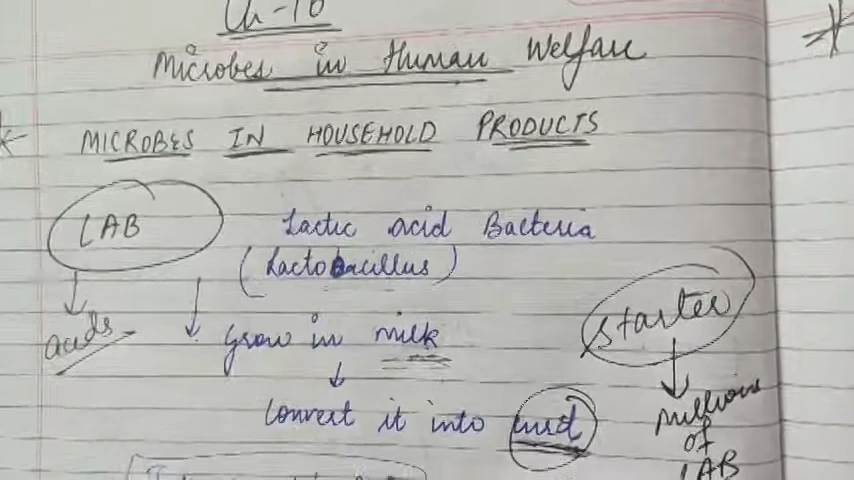 Ch-10
Microbes in Human Welfare
MICROBES IN HOUSEHOLD PRODUCTS
LAB
Lactic acid Bacteria
(Lactobacillus)
acids
grow in milk
convert it into curd
starter
millions
of
LAB